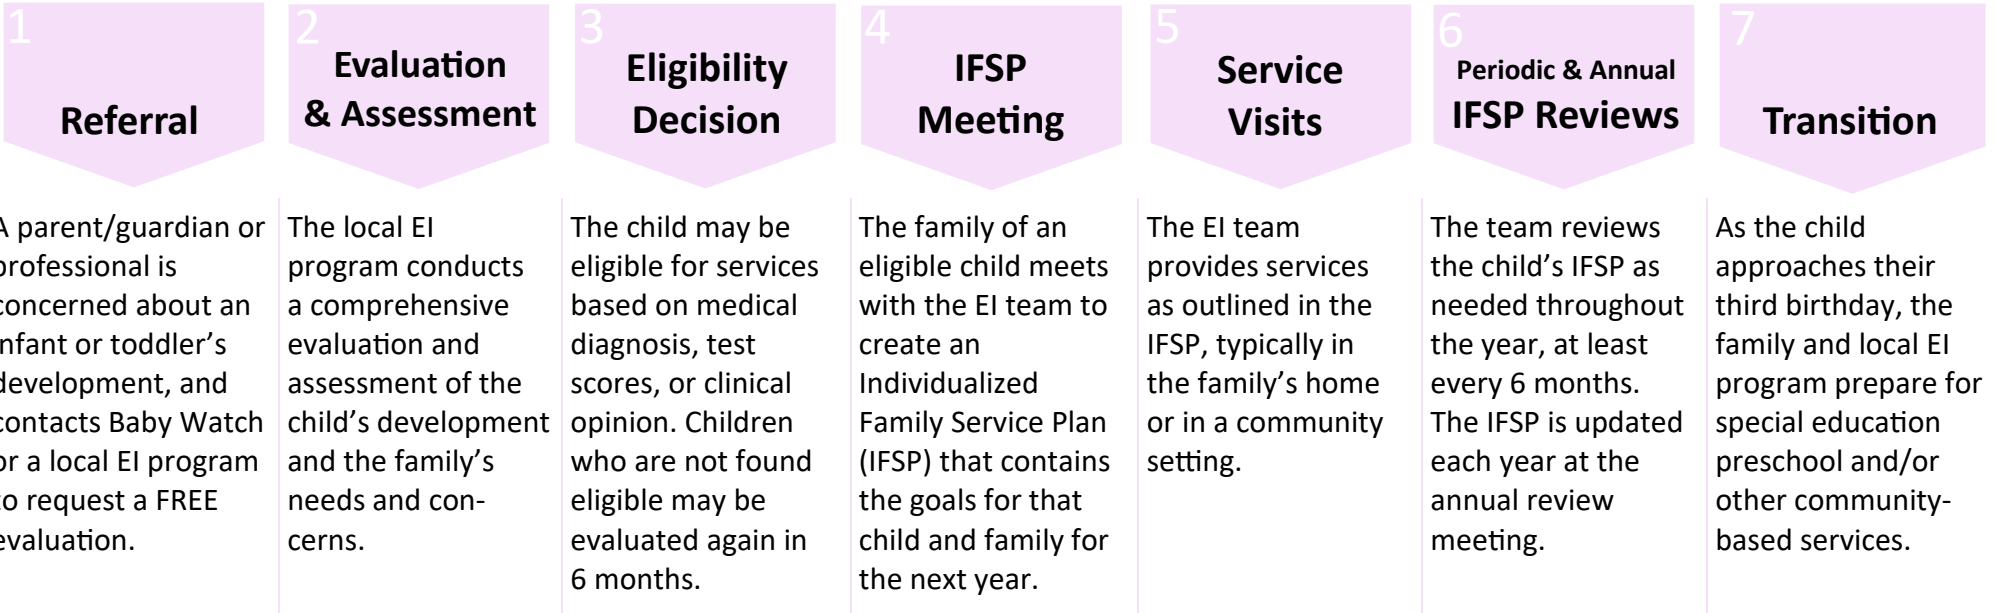 1
Referral
A parent/guardian or
professional is
concerned about an
infant or toddler’s
development, and
contacts Baby Watch
or a local EI program
to request a FREE
evaluation.
2
Evaluation
& Assessment
The local EI
program conducts
a comprehensive
evaluation and
assessment of the
child’s development
and the family’s
needs and con-
cerns.
3
Eligibility
Decision
The child may be
eligible for services
based on medical
diagnosis, test
scores, or clinical
opinion. Children
who are not found
eligible may be
evaluated again in
6 months.
4
IFSP
Meeting
The family of an
eligible child meets
with the EI team to
create an
Individualized
Family Service Plan
(IFSP) that contains
the goals for that
child and family for
the next year.
5
Service
Visits
The EI team
provides services
as outlined in the
IFSP, typically in
the family’s home
or in a community
setting.
6
Periodic & Annual
IFSP Reviews
The team reviews
the child’s IFSP as
needed throughout
the year, at least
every 6 months.
The IFSP is updated
each year at the
annual review
meeting.
7
Transition
As the child
approaches their
third birthday, the
family and local EI
program prepare for
special education
preschool and/or
other community-
based services.